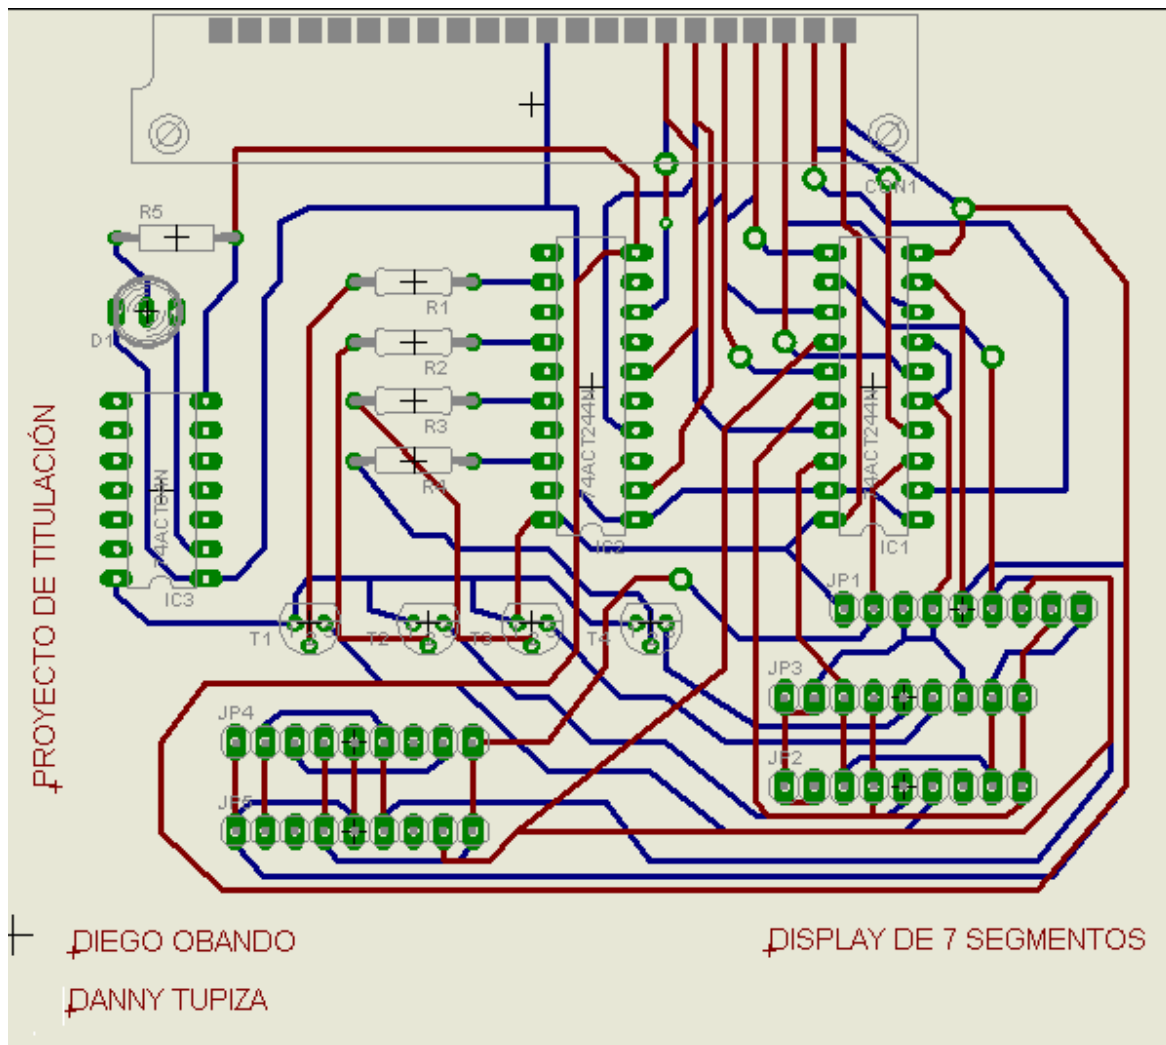 CON1
R5
R1
D1
R2
R3
R4
74ACT244N
74ACT244N
IC2
IC1
IC3
JP1
T1
T2
T3
T4
JP3
JP4
JP2
JP5
PROYECTO DE TITULACIÓN
DIEGO OBANDO
DISPLAY DE 7 SEGMENTOS
DANNY TUPIZA